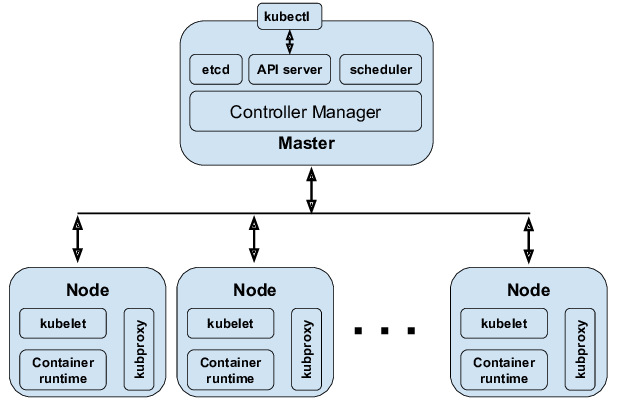 kubectl
etcd
API server
scheduler
Controller Manager
Master
Node
kubelet
Container
runtime
kubproxy
Node
kubelet
Container
runtime
kubproxy
. . .
Node
kubelet
Container
runtime
kubproxy